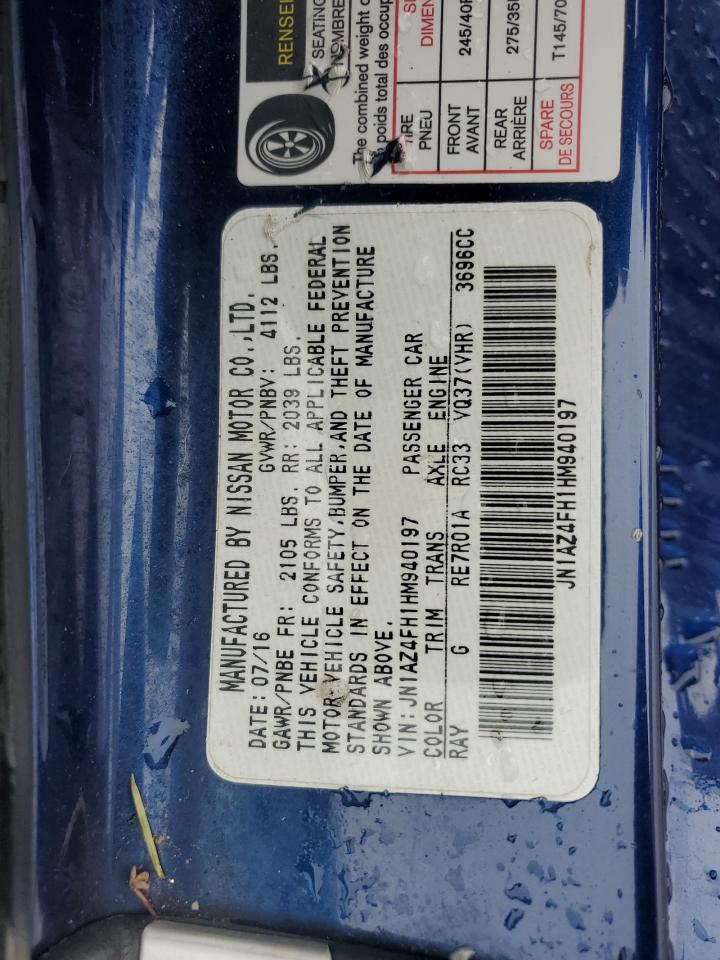 RENSEI
SEATING
NOMBRE
The combined weight o
poids total des occup
TIRE
PNEU
DIMEN
FRONT
AVANT
245/40R
REAR
ARRIÈRE
275/35
SPARE
DE SECOURS
T145/70
MANUFACTURED BY NISSAN MOTOR CO.,LTD.
DATE: 07/16 GVWR/PNBV: 4112 LBS.
GAWR/PNBE FR: 2105 LBS. RR: 2039 LBS.
THIS VEHICLE CONFORMS TO ALL APPLICABLE FEDERAL
MOTOR VEHICLE SAFETY,BUMPER,AND THEFT PREVENTION
STANDARDS IN EFFECT ON THE DATE OF MANUFACTURE
SHOWN ABOVE.
VIN:JN1AZ4FH1HM940197 PASSENGER CAR
COLOR TRIM TRANS AXLE ENGINE
RAY G RE7R01A RC33 VQ37(VHR) 3696CC
JN1AZ4FH1HM940197